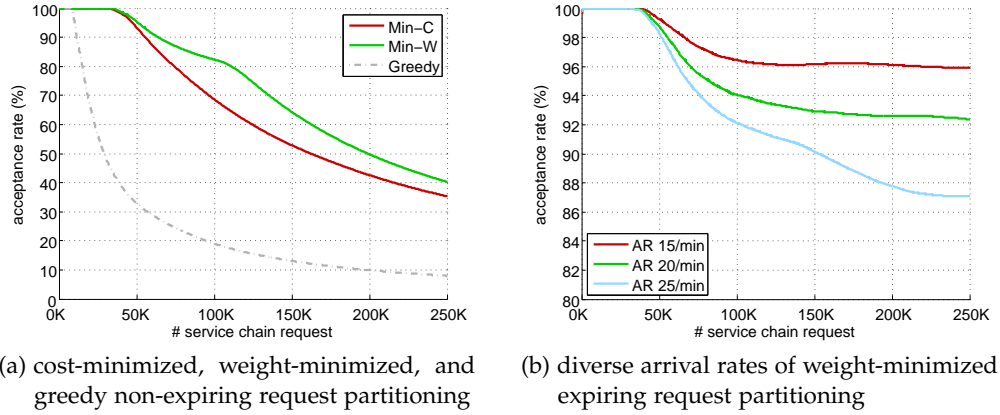 100
90
80
70
60
50
40
30
20
10
0
0K
50K
100K
150K
200K
250K
acceptance rate (%)
# service chain request
Min−C
Min−W
Greedy
(a) cost-minimized, weight-minimized, and
greedy non-expiring request partitioning
100
98
96
94
92
90
88
86
84
82
80
0K
50K
100K
150K
200K
250K
acceptance rate (%)
# service chain request
AR 15/min
AR 20/min
AR 25/min
(b) diverse arrival rates of weight-minimized
expiring request partitioning